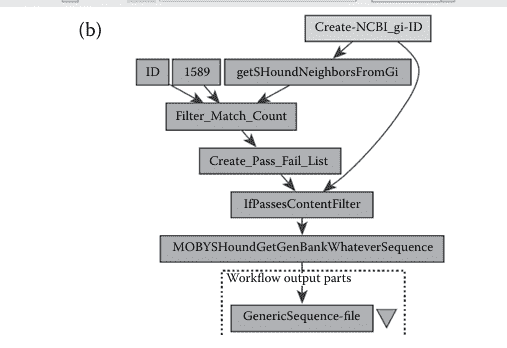 (b)
Create-NCBI_gi-ID
ID
1589
getSHoundNeighborsFromGi
Filter_Match_Count
Create_Pass_Fail_List
IfPassesContentFilter
MOBYSHoundGetGenBankWhateverSequence
Workflow output parts
GenericSequence-file